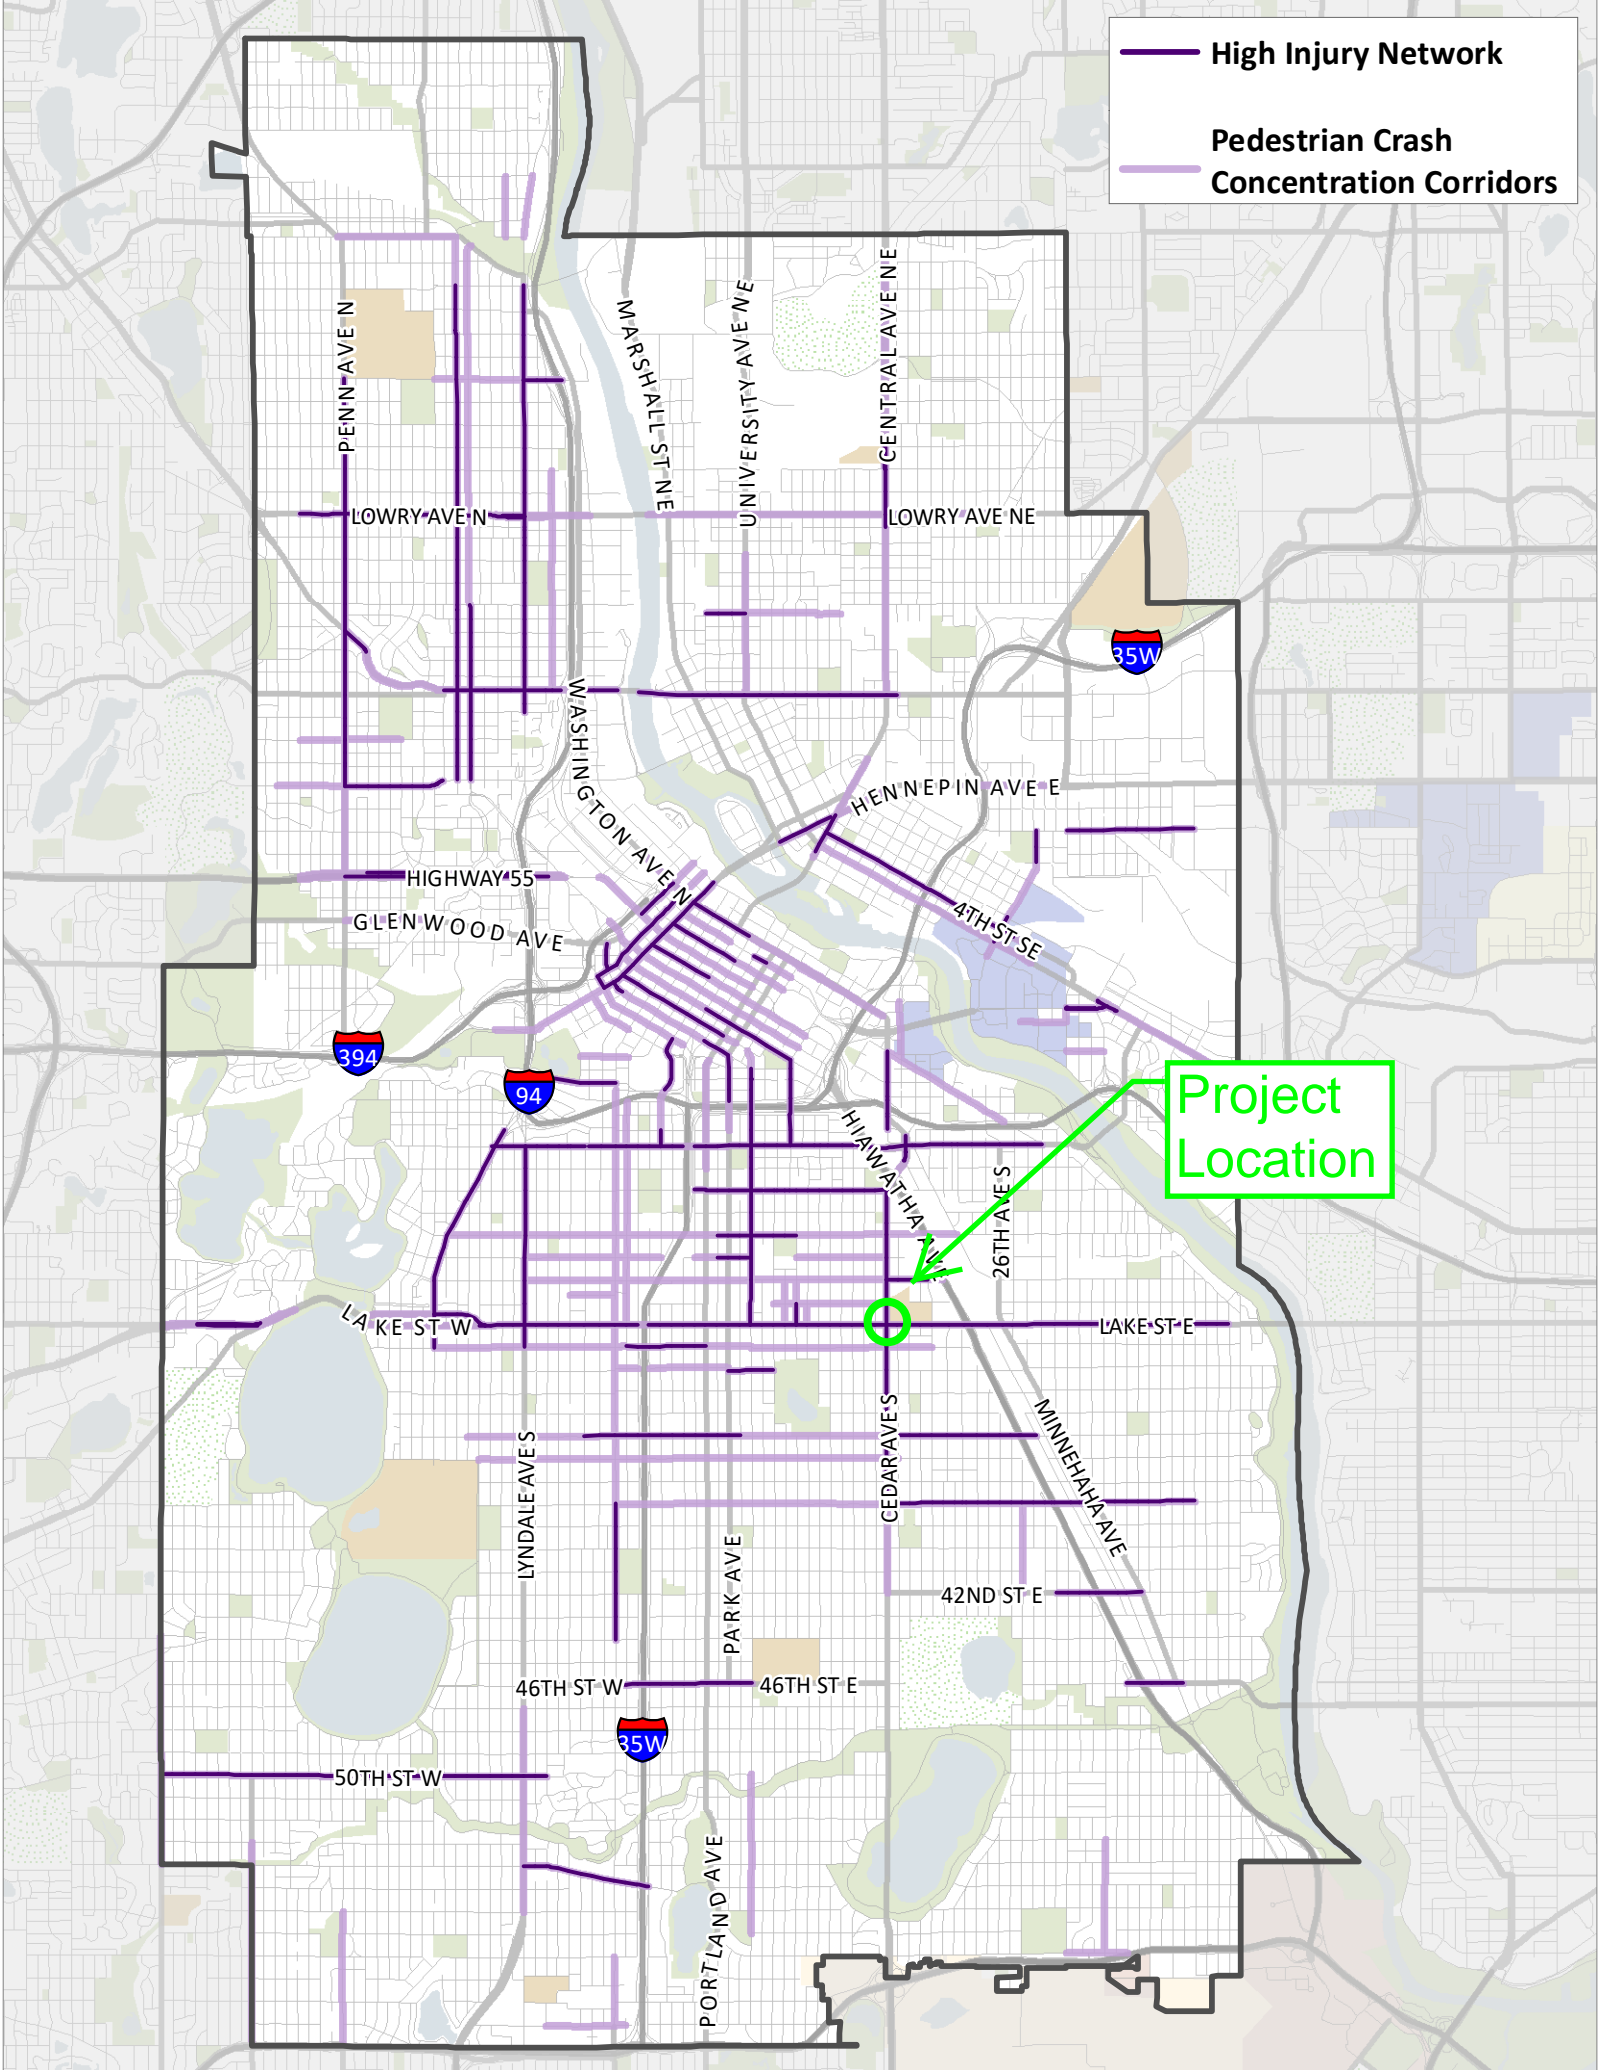 High Injury Network
Pedestrian Crash
Concentration Corridors
PENN AVE N
MARSHALL ST NE
UNIVERSITY AVE NE
CENTRAL AVE NE
LOWRY AVE N
LOWRY AVE NE
35W
WASHINGTON AVE N
HENNEPIN AVE E
HIGHWAY 55
GLENWOOD AVE
4TH ST SE
394
94
Project
Location
HIAWATHA AVE
26TH AVE S
LAKE ST W
LAKE ST E
CEDAR AVE S
LYNDALE AVE S
MINNEHAHA AVE
PARK AVE
42ND ST E
46TH ST W
46TH ST E
35W
50TH ST W
PORTLAND AVE